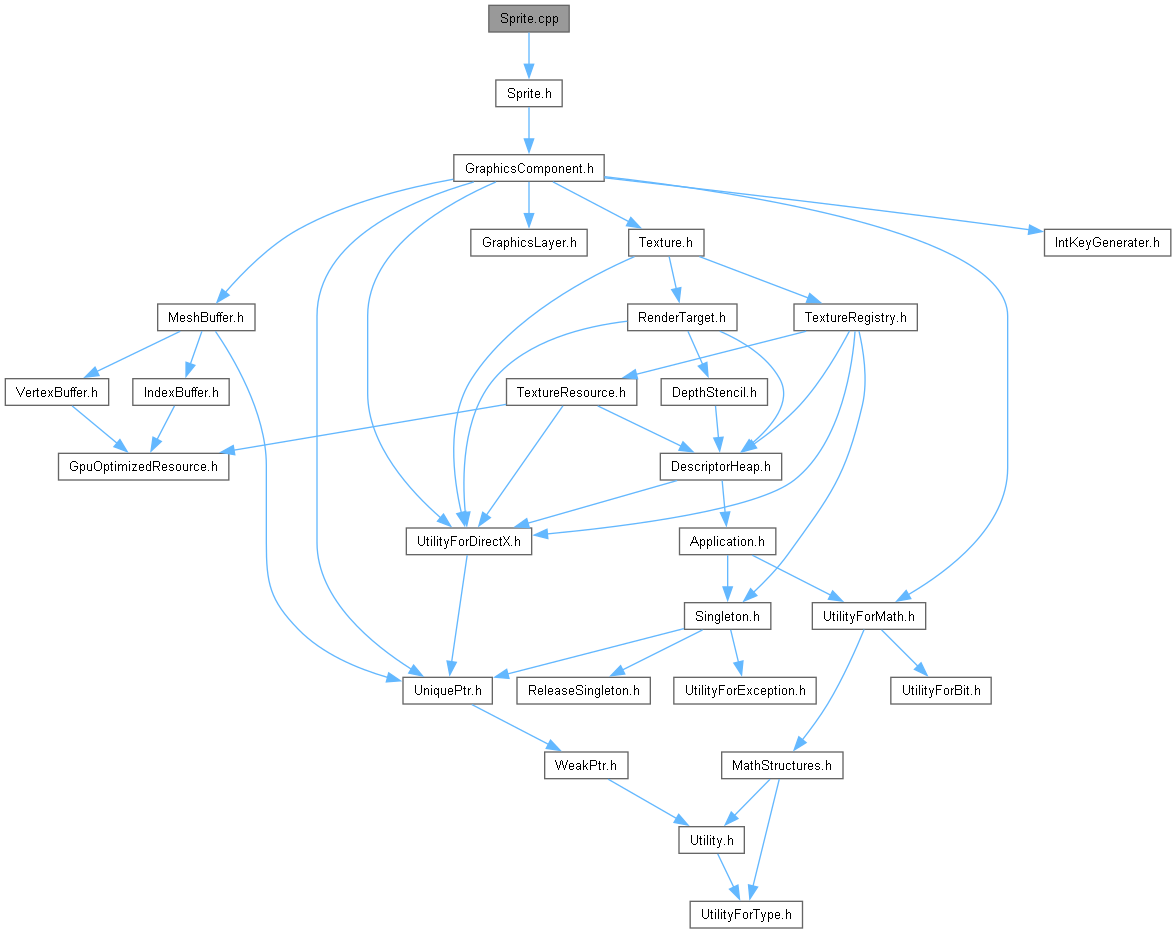 Sprite.cpp
Sprite.h
GraphicsComponent.h
GraphicsLayer.h
Texture.h
IntKeyGenerater.h
MeshBuffer.h
RenderTarget.h
TextureRegistry.h
VertexBuffer.h
IndexBuffer.h
TextureResource.h
DepthStencil.h
GpuOptimizedResource.h
DescriptorHeap.h
UtilityForDirectX.h
Application.h
Singleton.h
UtilityForMath.h
UniquePtr.h
ReleaseSingleton.h
UtilityForException.h
UtilityForBit.h
WeakPtr.h
MathStructures.h
Utility.h
UtilityForType.h